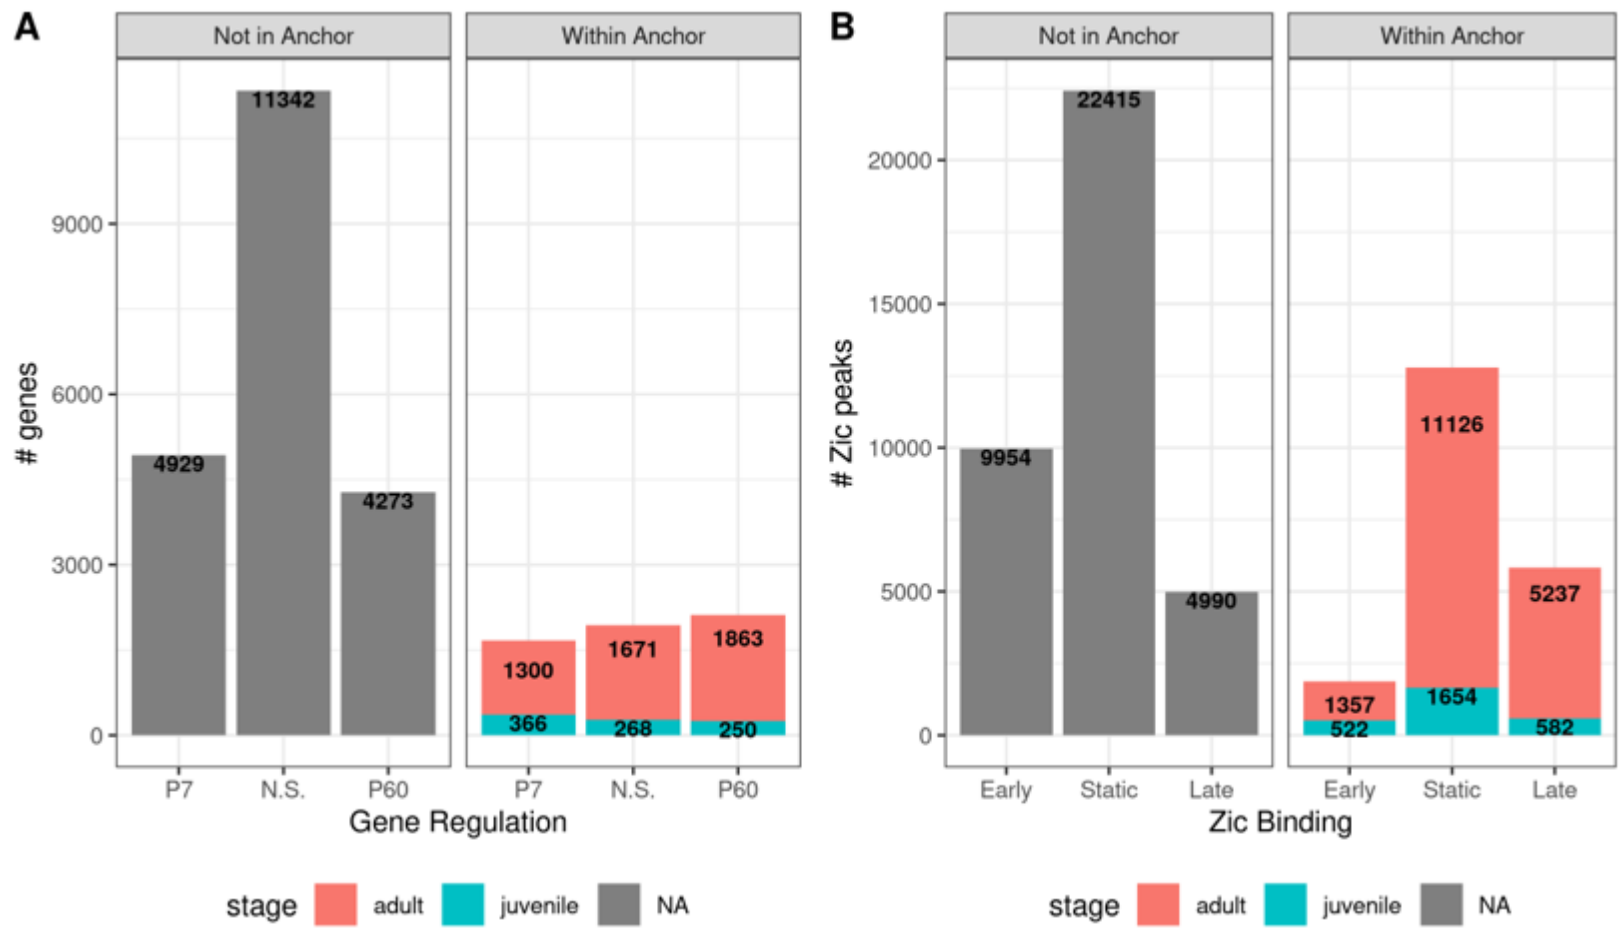 A
Not in Anchor
Within Anchor
# genes
9000
6000
3000
0
11342
4929
4273
1300
366
1671
268
1863
250
P7
N.S.
P60
P7
N.S.
P60
Gene Regulation
stage
adult
juvenile
NA
B
Not in Anchor
Within Anchor
# Zic peaks
20000
15000
10000
5000
0
9954
22415
4990
1357
522
11126
1654
5237
582
Early
Static
Late
Early
Static
Late
Zic Binding
stage
adult
juvenile
NA